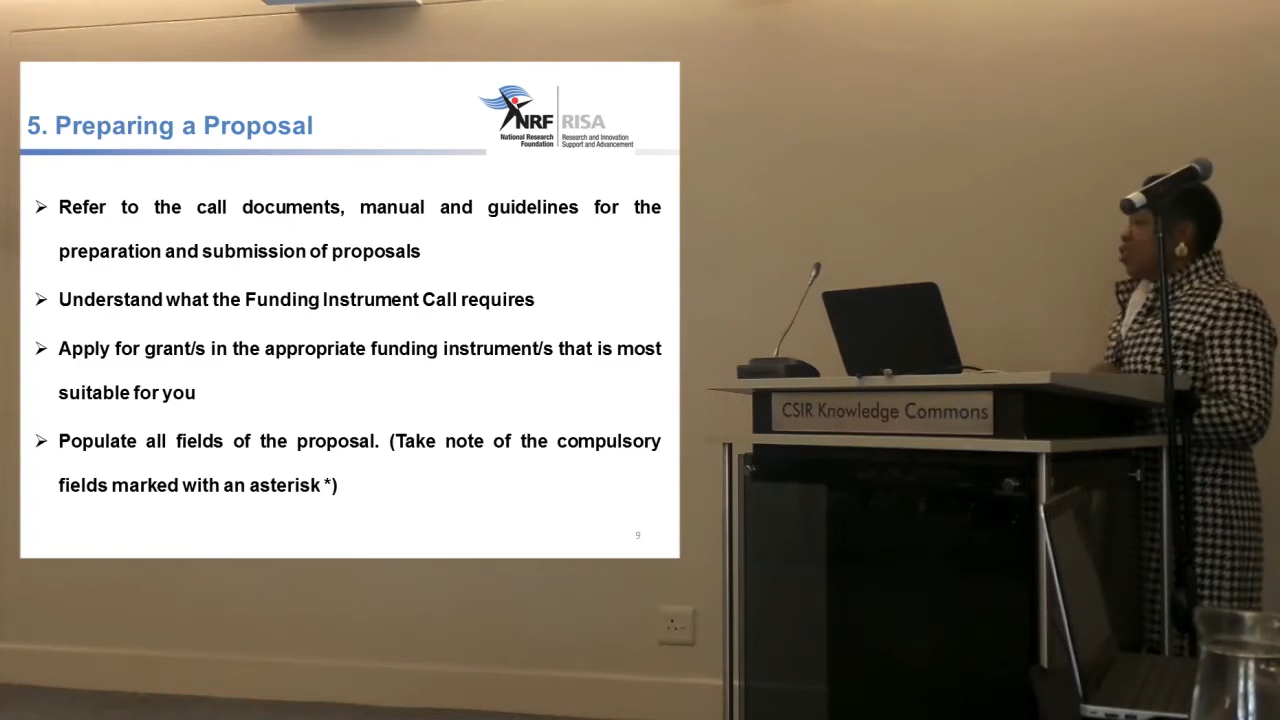 5. Preparing a Proposal
NRF
RISA
National Research
Foundation
Research and Innovation
Support and Advancement
➢ Refer to the call documents, manual and guidelines for the
preparation and submission of proposals
➢ Understand what the Funding Instrument Call requires
➢ Apply for grant/s in the appropriate funding instrument/s that is most
suitable for you
➢ Populate all fields of the proposal. (Take note of the compulsory
fields marked with an asterisk *)
9
CSIR Knowledge Commons